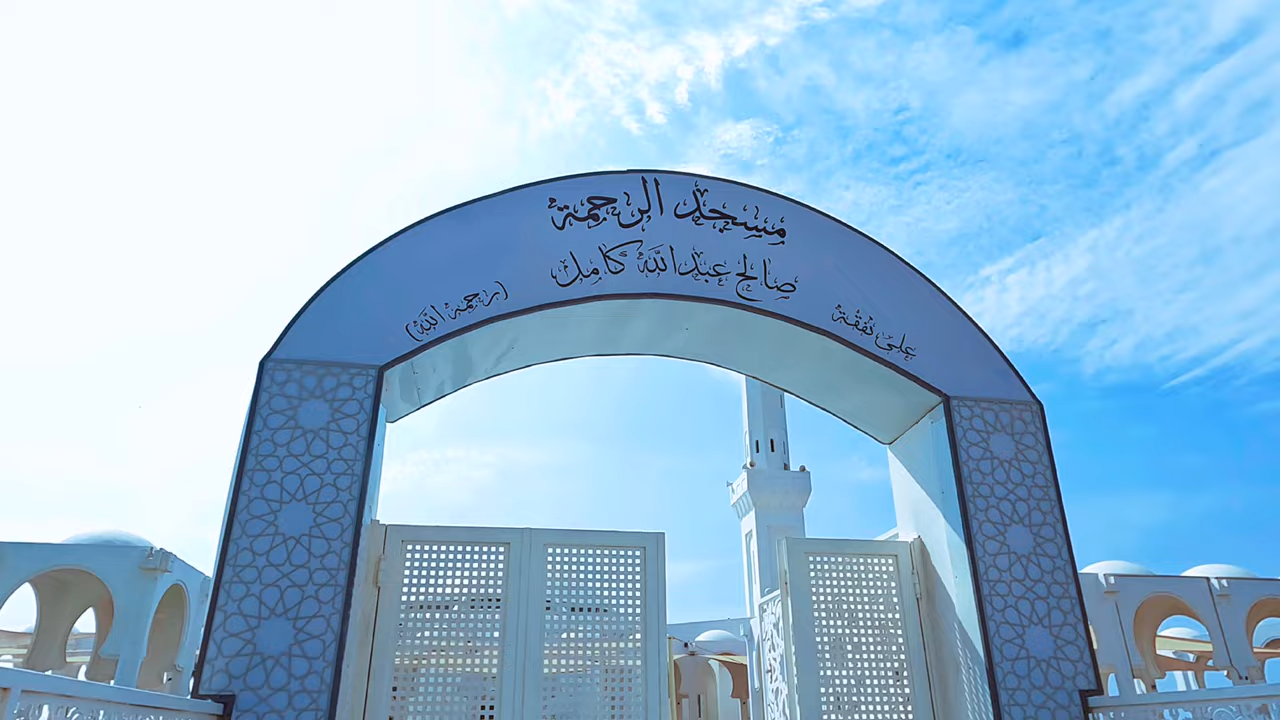 مسجد الرحمة
على نفقة
صالح عبدالله كامل
(رحمه الله)